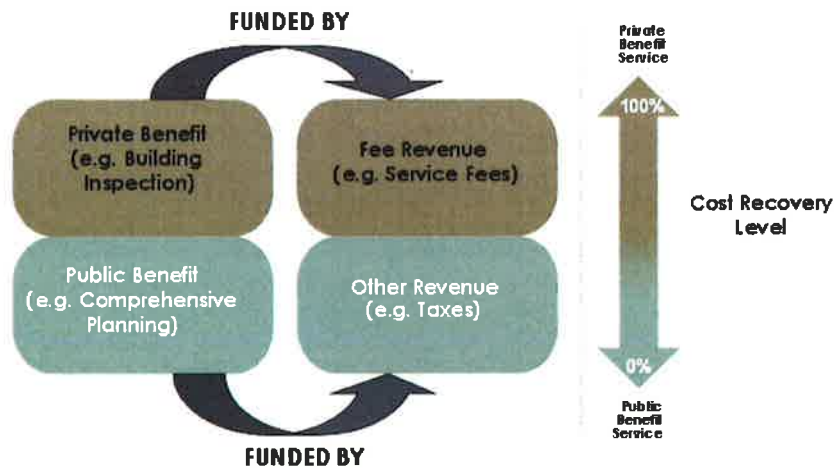 FUNDED BY
Private Benefit
(e.g. Building
Inspection)
Fee Revenue
(e.g. Service Fees)
Public Benefit
(e.g. Comprehensive
Planning)
Other Revenue
(e.g. Taxes)
FUNDED BY
Private
Benefit
Service
100%
Cost Recovery
Level
0%
Public
Benefit
Service